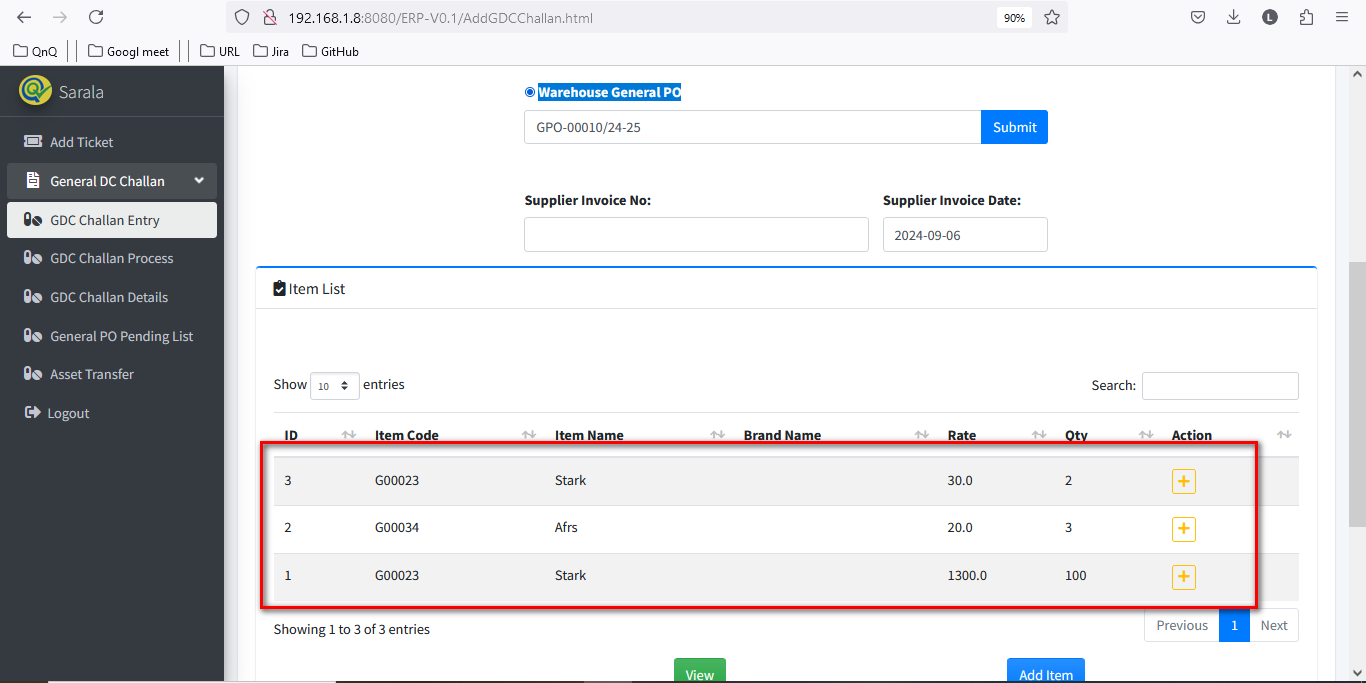 192.168.1.8:8080/ERP-V0.1/AddGDCChallan.html
90%
L
QnQ
Googl meet
URL
Jira
GitHub
Sarala
Add Ticket
General DC Challan
GDC Challan Entry
GDC Challan Process
GDC Challan Details
General PO Pending List
Asset Transfer
Logout
Warehouse General PO
GPO-00010/24-25 Submit
Supplier Invoice No: Supplier Invoice Date:
2024-09-06
Item List
Show 10 entries Search:
ID Item Code Item Name Brand Name Rate Qty Action
3 G00023 Stark 30.0 2
2 G00034 Afrs 20.0 3
1 G00023 Stark 1300.0 100
Showing 1 to 3 of 3 entries Previous 1 Next
View Add Item